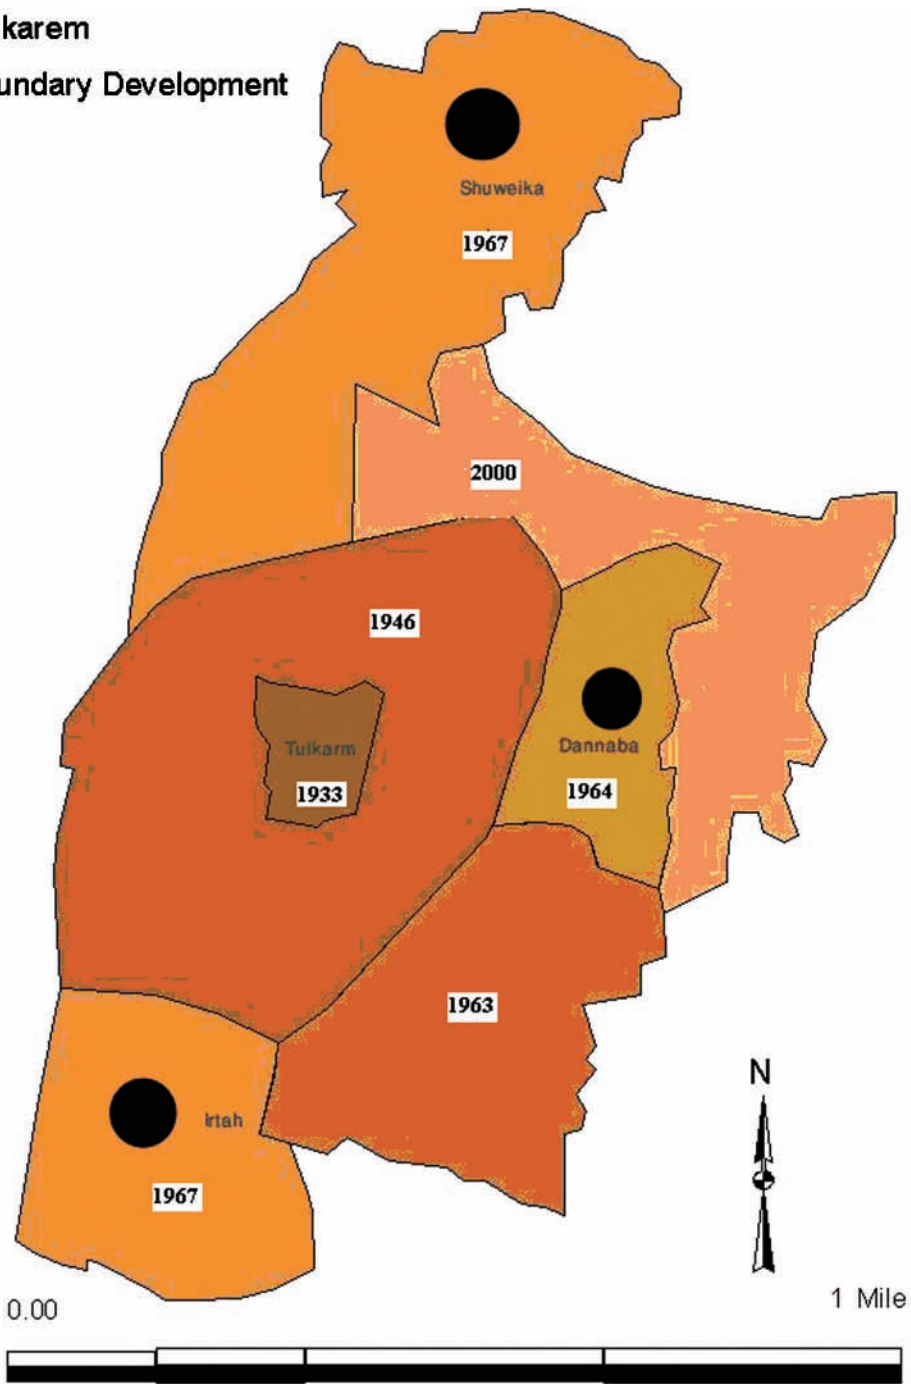 karem
undary Development
Shuweika
1967
2000
1946
Tulkarm
1933
Dannaba
1964
1963
N
Irtah
1967
0.00
1 Mile